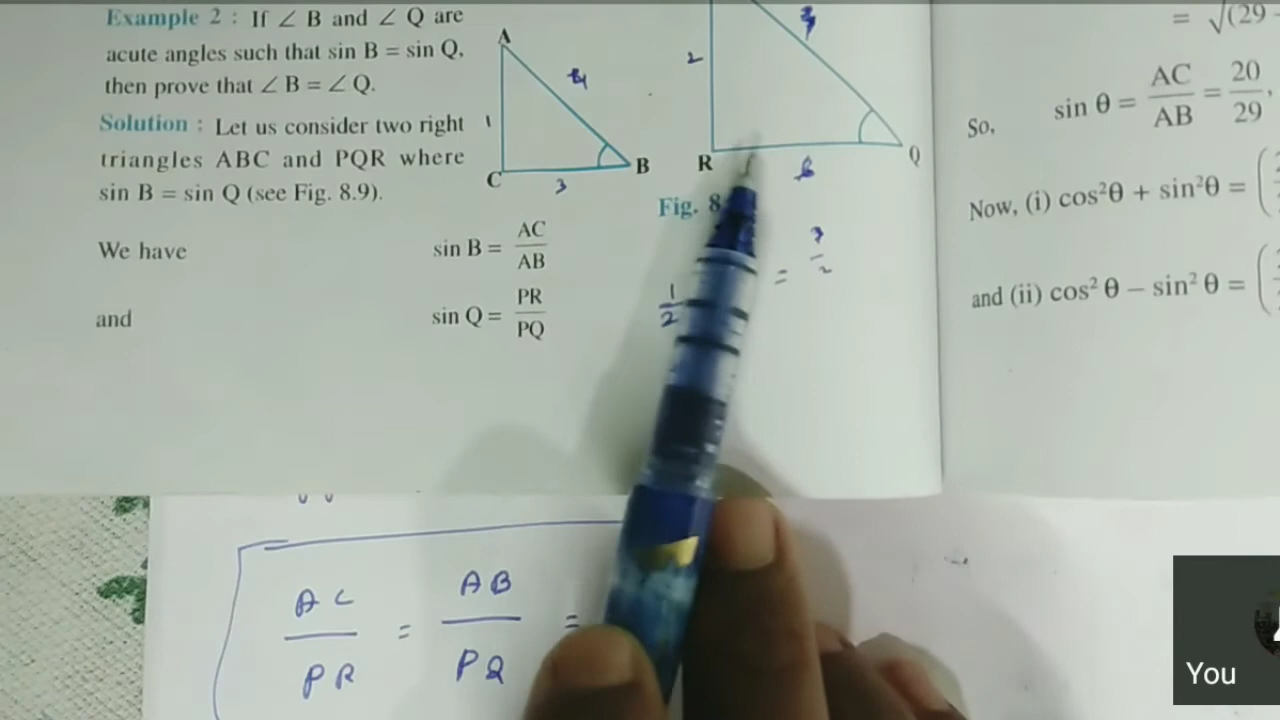 Example 2 : If ∠ B and ∠ Q are
acute angles such that sin B = sin Q,
then prove that ∠ B = ∠ Q.
Solution : Let us consider two right
triangles ABC and PQR where
sin B = sin Q (see Fig. 8.9).
We have sin B = AC/AB
and sin Q = PR/PQ
A
1
C
3
B
2
R
Q
Fig. 8
1/2
=
= √(29
So, sin θ = AC/AB = 20/29,
Now, (i) cos²θ + sin²θ = (
and (ii) cos² θ – sin² θ = (
AC/PR = AB/PQ =
You